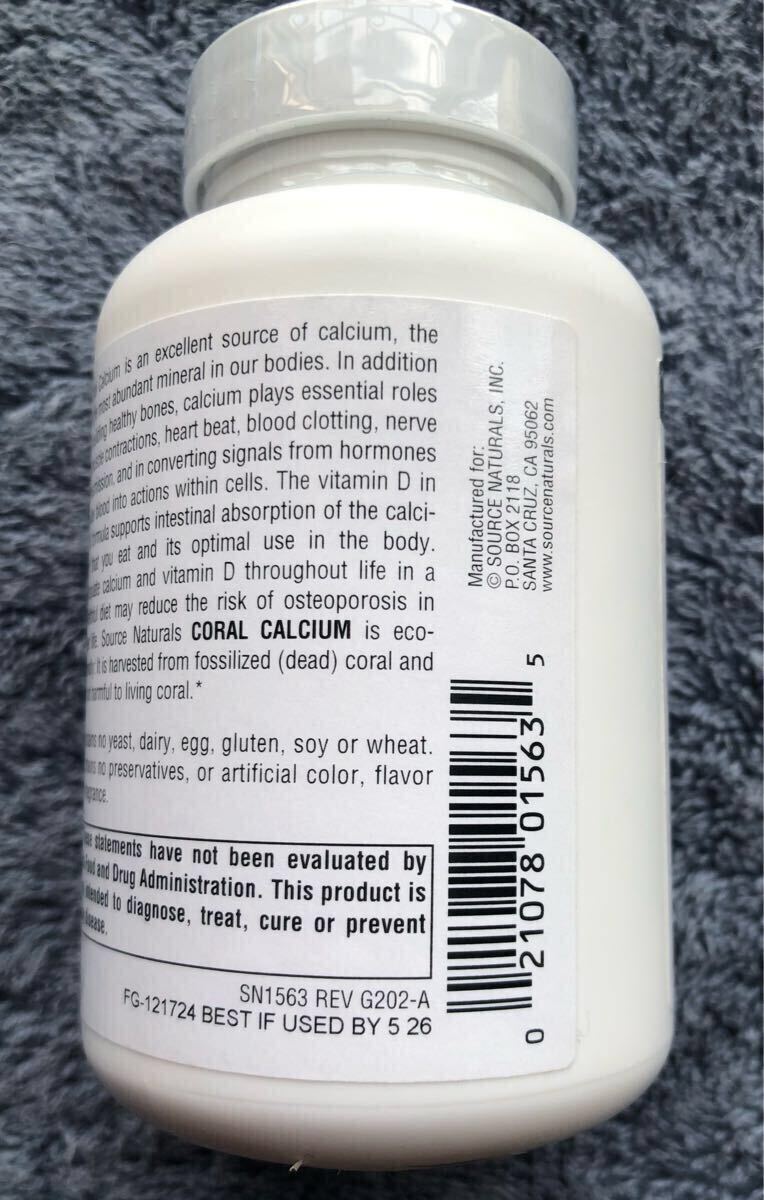 Calcium is an excellent source of calcium, the
most abundant mineral in our bodies. In addition
healthy bones, calcium plays essential roles
contractions, heart beat, blood clotting, nerve
and in converting signals from hormones
blood into actions within cells. The vitamin D in
supports intestinal absorption of the calci-
you eat and its optimal use in the body.
calcium and vitamin D throughout life in a
diet may reduce the risk of osteoporosis in
life. Source Naturals CORAL CALCIUM is eco-
It is harvested from fossilized (dead) coral and
harmful to living coral.*
no yeast, dairy, egg, gluten, soy or wheat.
no preservatives, or artificial color, flavor
statements have not been evaluated by
Food and Drug Administration. This product is
to diagnose, treat, cure or prevent
disease.
SN1563 REV G202-A
FG-121724 BEST IF USED BY 5 26
Manufactured for:
© SOURCE NATURALS, INC.
P.O. BOX 2118
SANTA CRUZ, CA 95062
www.sourcenaturals.com
0 21078 01563 5